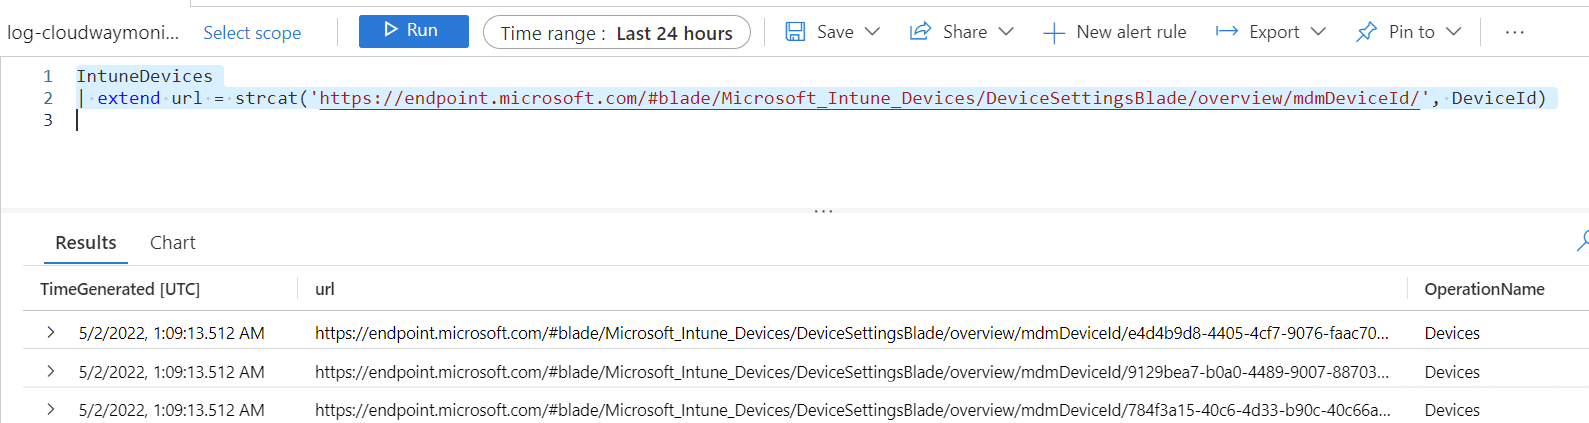 log-cloudwaymoni... Select scope Run Time range : Last 24 hours Save Share New alert rule Export Pin to ...
1 IntuneDevices
2 | extend url = strcat('https://endpoint.microsoft.com/#blade/Microsoft_Intune_Devices/DeviceSettingsBlade/overview/mdmDeviceId/', DeviceId)
3
...
Results Chart
TimeGenerated [UTC] url OperationName
5/2/2022, 1:09:13.512 AM https://endpoint.microsoft.com/#blade/Microsoft_Intune_Devices/DeviceSettingsBlade/overview/mdmDeviceId/e4d4b9d8-4405-4cf7-9076-faac70... Devices
5/2/2022, 1:09:13.512 AM https://endpoint.microsoft.com/#blade/Microsoft_Intune_Devices/DeviceSettingsBlade/overview/mdmDeviceId/9129bea7-b0a0-4489-9007-88703... Devices
5/2/2022, 1:09:13.512 AM https://endpoint.microsoft.com/#blade/Microsoft_Intune_Devices/DeviceSettingsBlade/overview/mdmDeviceId/784f3a15-40c6-4d33-b90c-40c66a... Devices